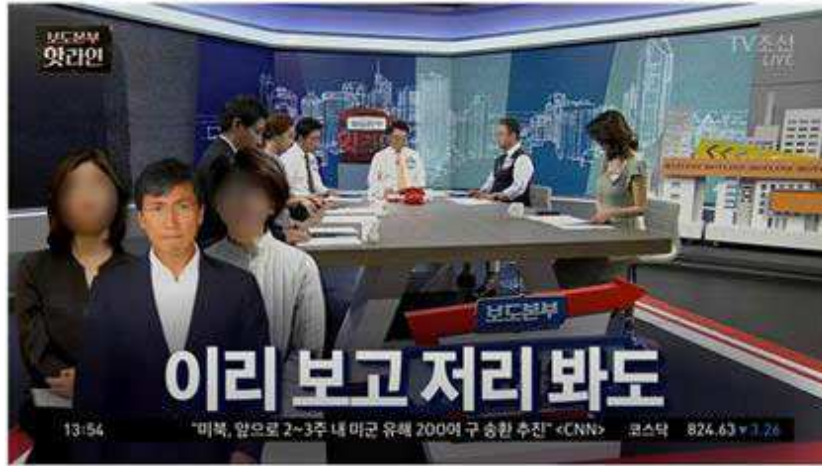 보도본부
핫라인
TV조선
LIVE
보도본부
이리 보고 저리 봐도
13:54 "미북, 앞으로 2~3주 내 미군 유해 200여 구 송환 추진" <CNN> 코스닥 824.63 ▼3.26